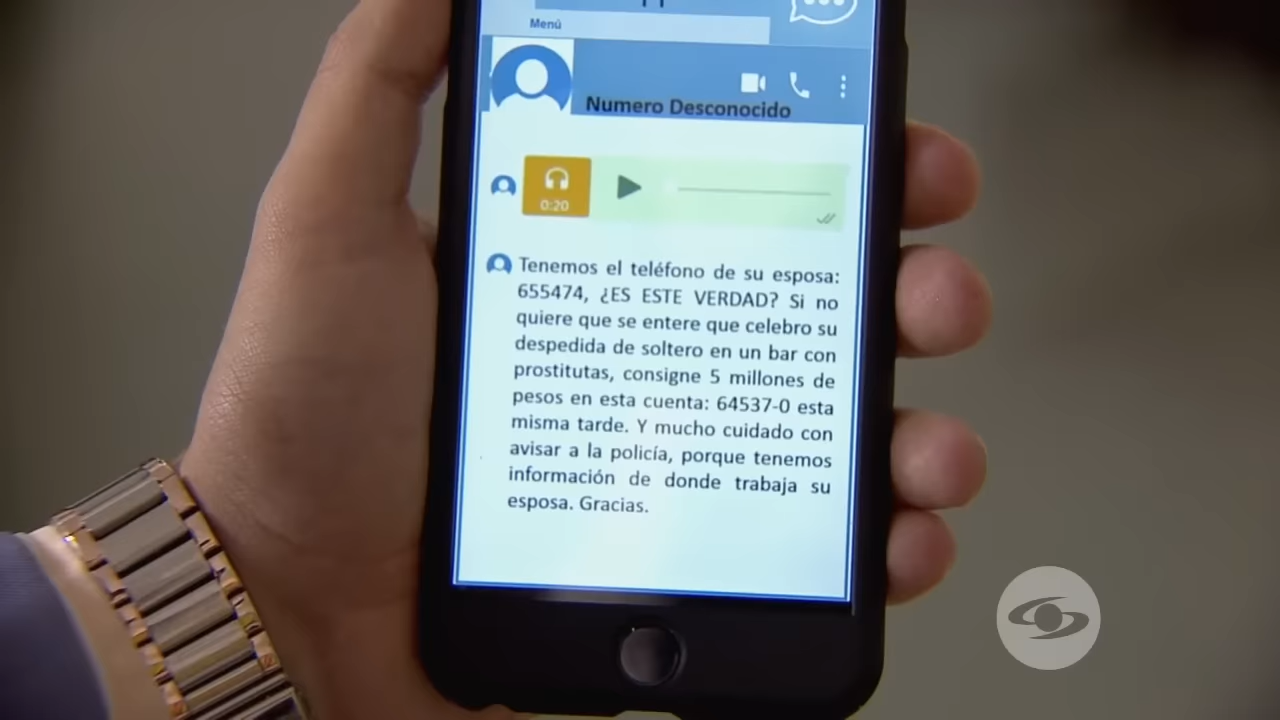 Menú
Numero Desconocido
0:20
Tenemos el teléfono de su esposa:
655474, ¿ES ESTE VERDAD? Si no
quiere que se entere que celebro su
despedida de soltero en un bar con
prostitutas, consigne 5 millones de
pesos en esta cuenta: 64537-0 esta
misma tarde. Y mucho cuidado con
avisar a la policía, porque tenemos
información de donde trabaja su
esposa. Gracias.